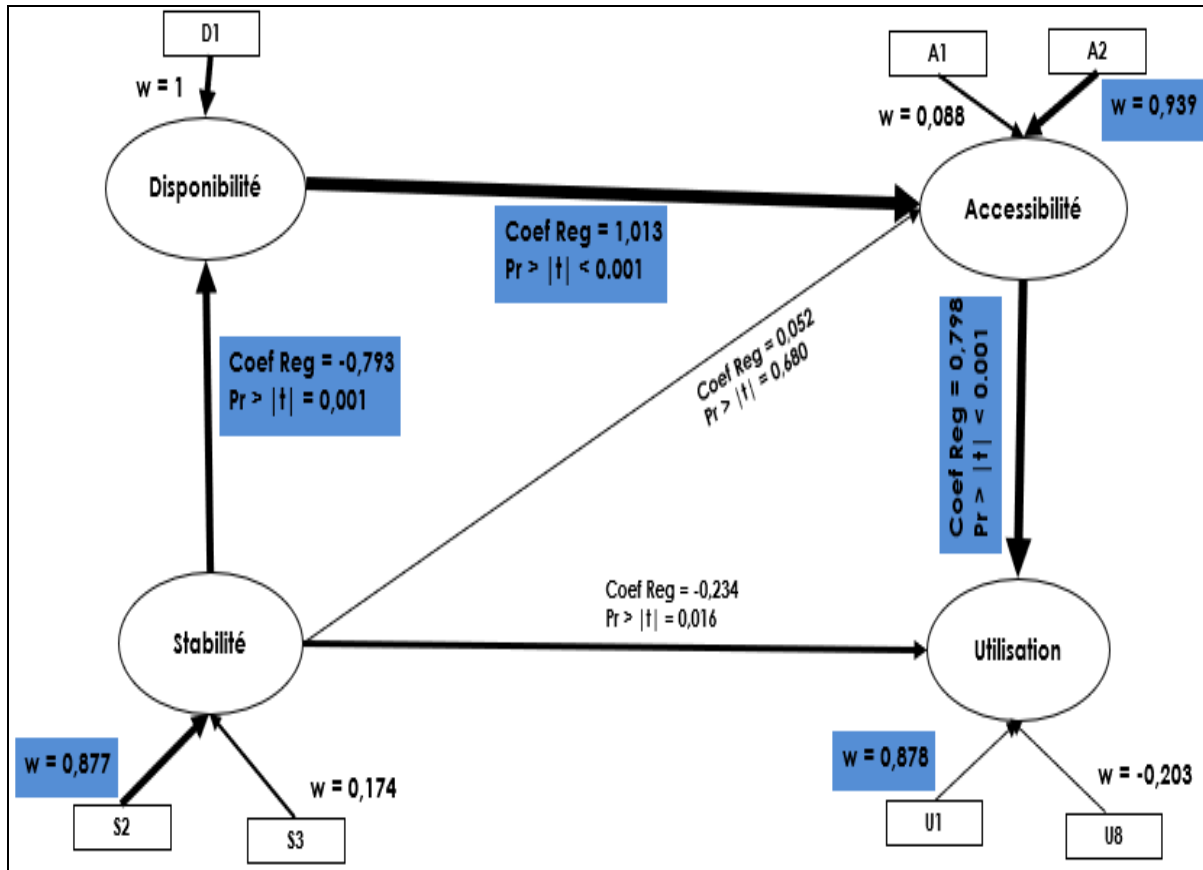 D1
A1
A2
w = 1
w = 0,088
w = 0,939
Disponibilité
Accessibilité
Coef Reg = 1,013
Pr > |t| < 0.001
Coef Reg = -0,793
Pr > |t| = 0,001
Coef Reg = 0,052
Pr > |t| = 0,680
Coef Reg = 0,798
Pr > |t| < 0.001
Coef Reg = -0,234
Pr > |t| = 0,016
Stabilité
Utilisation
w = 0,877
w = 0,174
w = 0,878
w = -0,203
S2
S3
U1
U8